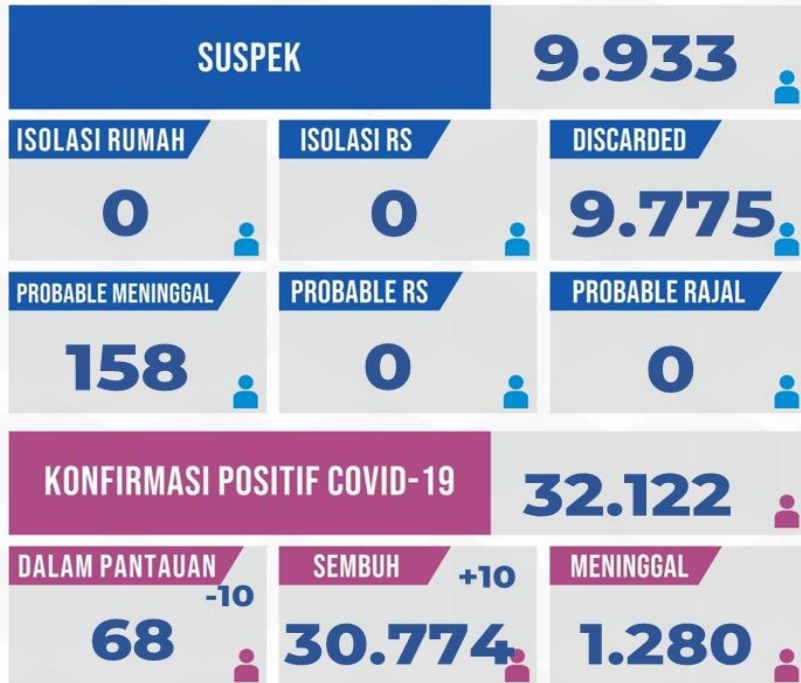 SUSPEK 9.933
ISOLASI RUMAH
0
ISOLASI RS
0
DISCARDED
9.775
PROBABLE MENINGGAL
158
PROBABLE RS
0
PROBABLE RAJAL
0
KONFIRMASI POSITIF COVID-19 32.122
DALAM PANTAUAN
-10
68
SEMBUH
+10
30.774
MENINGGAL
1.280